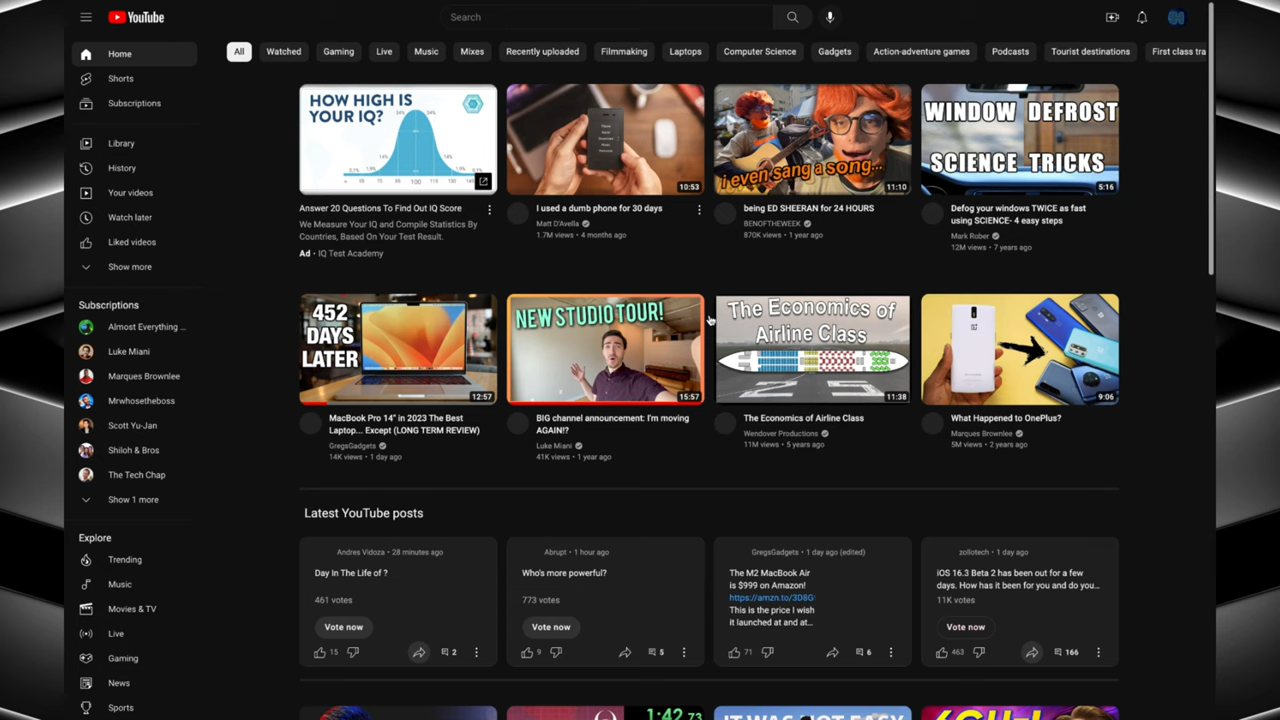 YouTube
Search
Home
Shorts
Subscriptions
Library
History
Your videos
Watch later
Liked videos
Show more
Subscriptions
Almost Everything ...
Luke Miani
Marques Brownlee
Mrwhosetheboss
Scott Yu-Jan
Shiloh & Bros
The Tech Chap
Show 1 more
Explore
Trending
Music
Movies & TV
Live
Gaming
News
Sports
All
Watched
Gaming
Live
Music
Mixes
Recently uploaded
Filmmaking
Laptops
Computer Science
Gadgets
Action-adventure games
Podcasts
Tourist destinations
First class tra
HOW HIGH IS
YOUR IQ?
Answer 20 Questions To Find Out IQ Score
We Measure Your IQ and Compile Statistics By
Countries, Based On Your Test Result.
Ad • IQ Test Academy
10:53
I used a dumb phone for 30 days
Matt D'Avella
1.7M views • 4 months ago
i even sang a song...
11:10
being ED SHEERAN for 24 HOURS
BENOFTHEWEEK
870K views • 1 year ago
WINDOW DEFROST
SCIENCE TRICKS
5:16
Defog your windows TWICE as fast
using SCIENCE- 4 easy steps
Mark Rober
12M views • 7 years ago
452
DAYS
LATER
12:57
MacBook Pro 14" in 2023 The Best
Laptop... Except (LONG TERM REVIEW)
GregsGadgets
14K views • 1 day ago
NEW STUDIO TOUR!
15:57
BIG channel announcement: I'm moving
AGAIN!?
Luke Miani
41K views • 1 year ago
The Economics of
Airline Class
11:38
The Economics of Airline Class
Wendover Productions
11M views • 5 years ago
9:06
What Happened to OnePlus?
Marques Brownlee
5M views • 2 years ago
Latest YouTube posts
Andres Vidoza • 28 minutes ago
Day In The Life of ?
461 votes
Vote now
15
2
Abrupt • 1 hour ago
Who's more powerful?
773 votes
Vote now
9
5
GregsGadgets • 1 day ago (edited)
The M2 MacBook Air
is $999 on Amazon!
https://amzn.to/3D8G
This is the price I wish
it launched at and at...
71
6
zollotech • 1 day ago
iOS 16.3 Beta 2 has been out for a few
days. How has it been for you and do you...
11K votes
Vote now
463
166
1:42.73
IT WAS NOT EASY
6GHz!